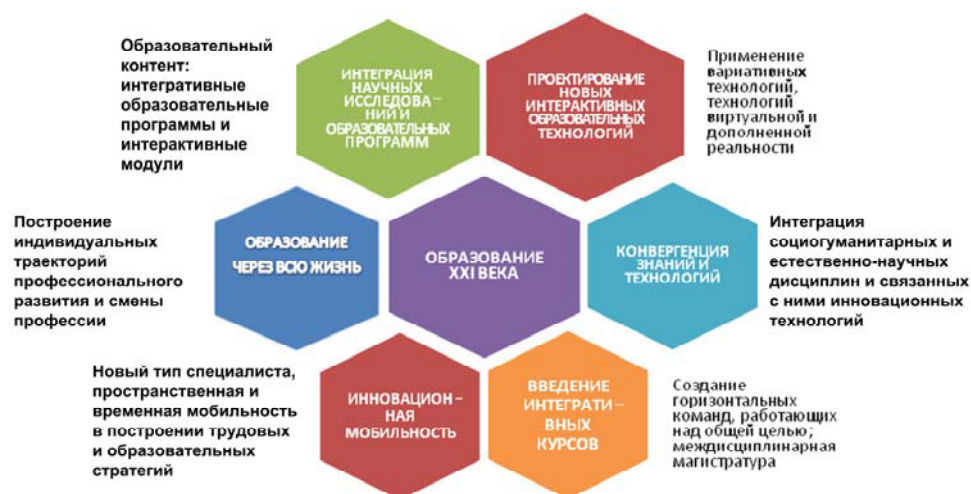 Образовательный
контент:
интегративные
образовательные
программы и
интерактивные
модули
ИНТЕГРАЦИЯ
НАУЧНЫХ
ИССЛЕДОВА –
НИЙ И
ОБРАЗОВАТЕЛЬНЫХ
ПРОГРАММ
ПРОЕКТИРОВАНИЕ
НОВЫХ
ИНТЕРАКТИВНЫХ
ОБРАЗОВАТЕЛЬНЫХ
ТЕХНОЛОГИЙ
Применение
вариативных
технологий,
технологий
виртуальной и
дополненной
реальности
Построение
индивидуальных
траекторий
профессионального
развития и смены
профессии
ОБРАЗОВАНИЕ
ЧЕРЕЗ ВСЮ ЖИЗНЬ
ОБРАЗОВАНИЕ
XXI ВЕКА
КОНВЕРГЕНЦИЯ
ЗНАНИЙ И
ТЕХНОЛОГИЙ
Интеграция
социогуманитарных и
естественно-научных
дисциплин и связанных
с ними инновационных
технологий
Новый тип специалиста,
пространственная и
временная мобильность
в построении трудовых
и образовательных
стратегий
ИННОВАЦИОН –
НАЯ
МОБИЛЬНОСТЬ
ВВЕДЕНИЕ
ИНТЕГРАТИ –
ВНЫХ
КУРСОВ
Создание
горизонтальных
команд, работающих
над общей целью;
междисциплинарная
магистратура